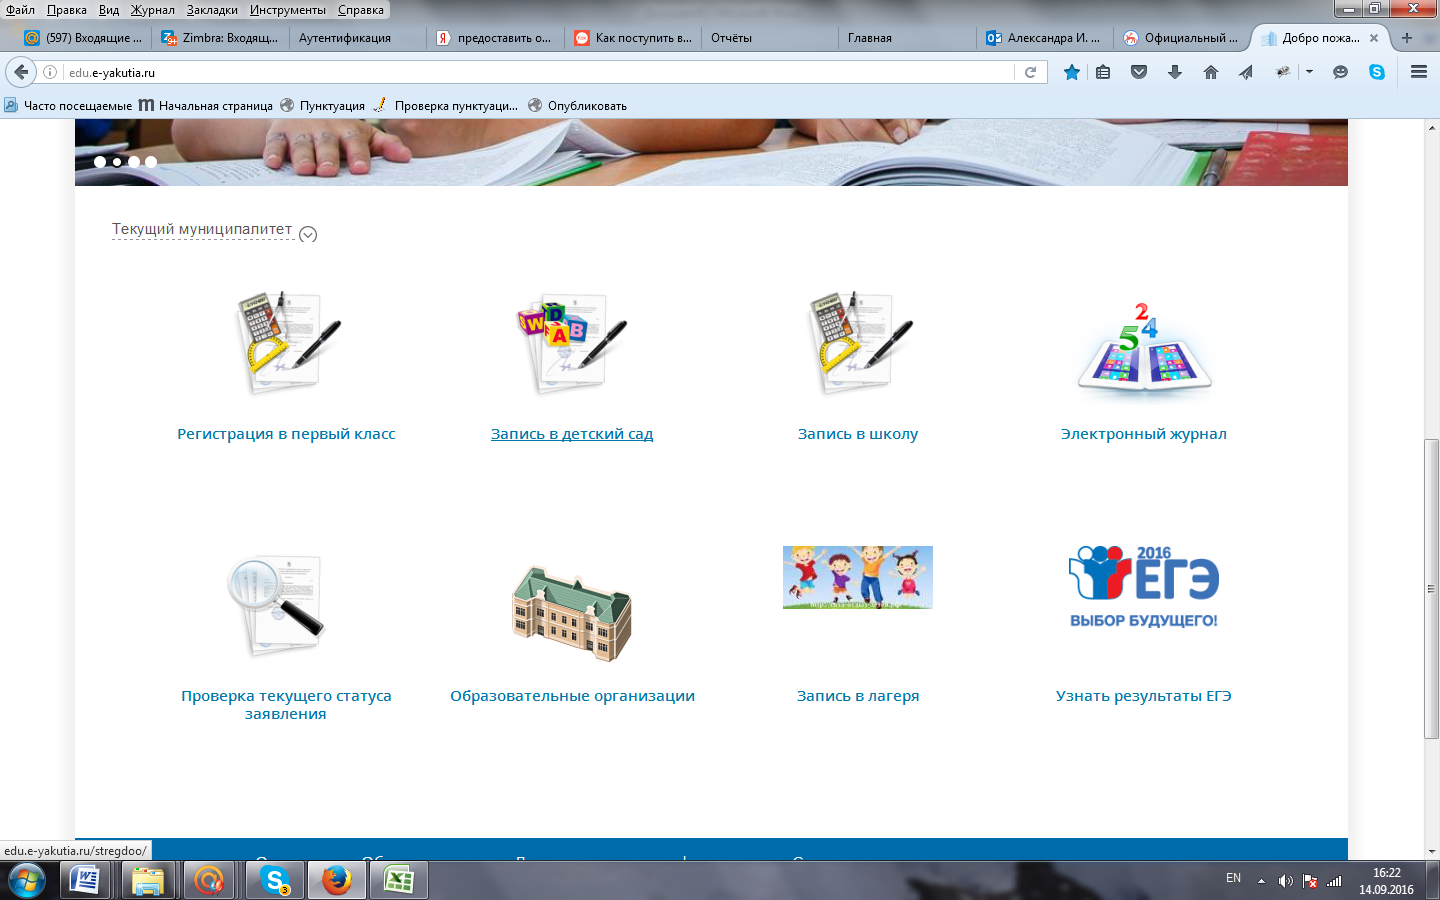 Файл Правка Вид Журнал Закладки Инструменты Справка
(597) Входящие ... Zimbra: Входящ... Аутентификация предоставить о... Как поступить в... Отчёты Главная Александра И. ... Официальный ... Добро пожа...
edu.e-yakutia.ru
Часто посещаемые Начальная страница Пунктуация Проверка пунктуаци... Опубликовать
Текущий муниципалитет
Регистрация в первый класс Запись в детский сад Запись в школу Электронный журнал
2016
ЕГЭ
ВЫБОР БУДУЩЕГО!
Проверка текущего статуса заявления Образовательные организации Запись в лагеря Узнать результаты ЕГЭ
edu.e-yakutia.ru/stregdoo/
EN 16:22
14.09.2016